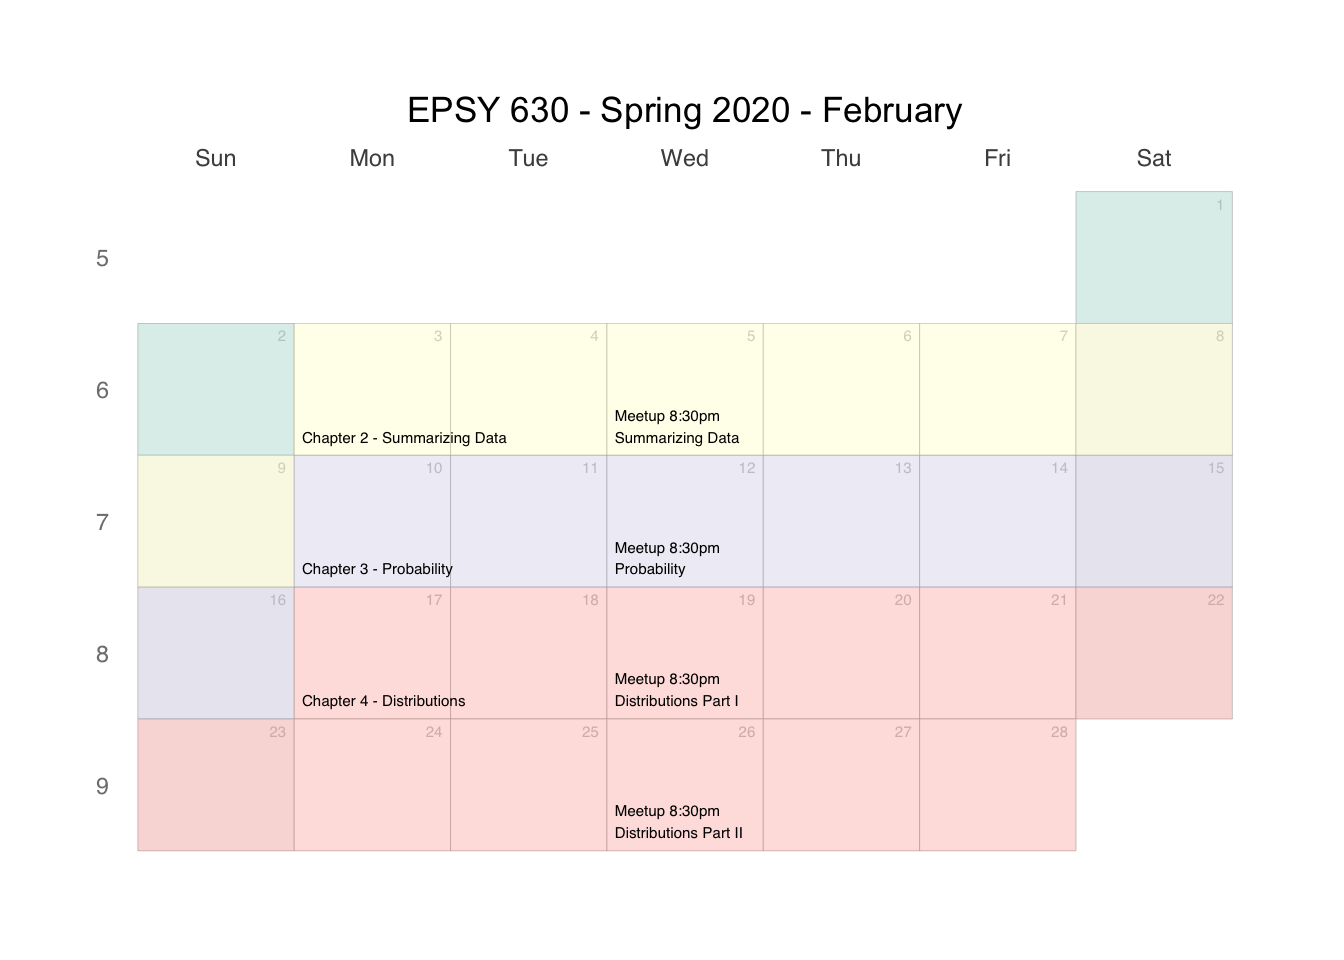 EPSY 630 - Spring 2020 - February
Sun Mon Tue Wed Thu Fri Sat
1
5
2 3 4 5 6 7 8
6
Meetup 8:30pm
Chapter 2 - Summarizing Data Summarizing Data
9 10 11 12 13 14 15
7
Meetup 8:30pm
Chapter 3 - Probability Probability
16 17 18 19 20 21 22
8
Meetup 8:30pm
Chapter 4 - Distributions Distributions Part I
23 24 25 26 27 28
9
Meetup 8:30pm
Distributions Part II